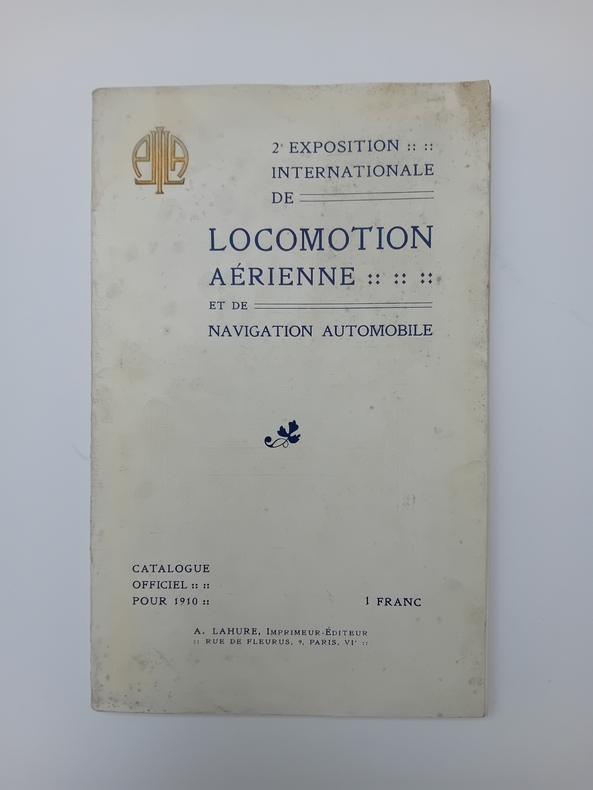 2e EXPOSITION :: ::
INTERNATIONALE
DE
LOCOMOTION
AÉRIENNE :: :: ::
ET DE
NAVIGATION AUTOMOBILE
CATALOGUE
OFFICIEL :: ::
POUR 1910 ::
1 FRANC
A. LAHURE, IMPRIMEUR-ÉDITEUR
:: RUE DE FLEURUS, 9, PARIS, VIe ::